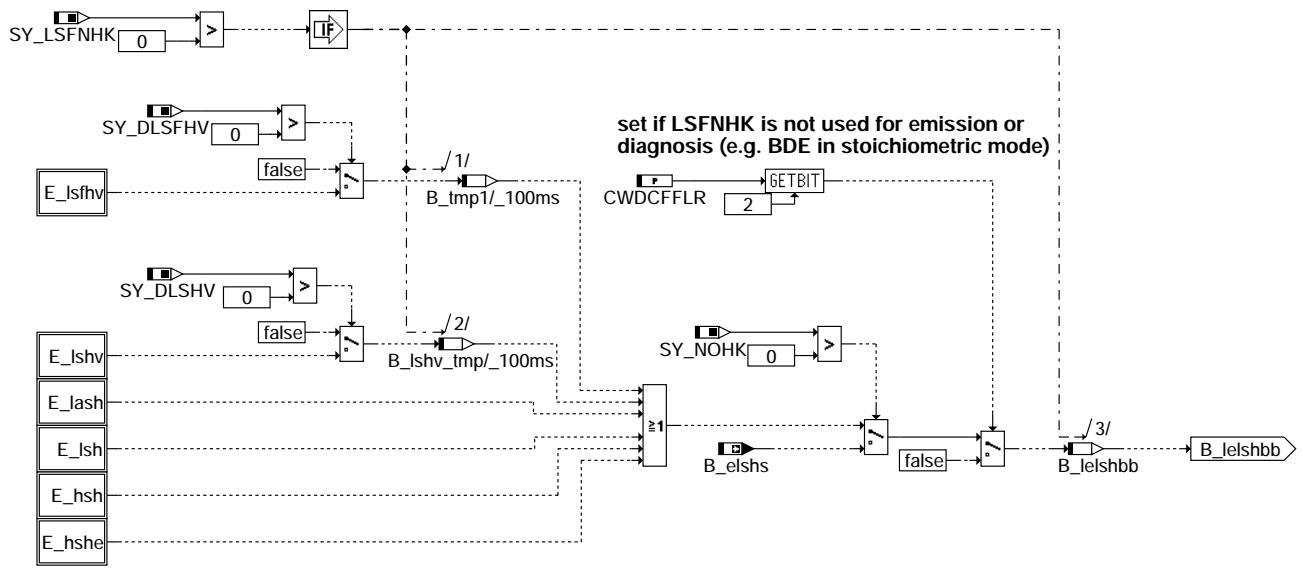 SY_LSFNHK
0
>
IF
SY_DLSFHV
0
>
set if LSFNHK is not used for emission or
diagnosis (e.g. BDE in stoichiometric mode)
false
/1/
E_lsfhv
B_tmp1/_100ms
CWDCFFLR
P
GETBIT
2
SY_DLSHV
0
>
false
/2/
E_lshv
B_lshv_tmp/_100ms
SY_NOHK
0
>
E_lash
≥1
E_lsh
B_elshs
false
/3/
B_lelshbb
B_lelshbb
E_hsh
E_hshe